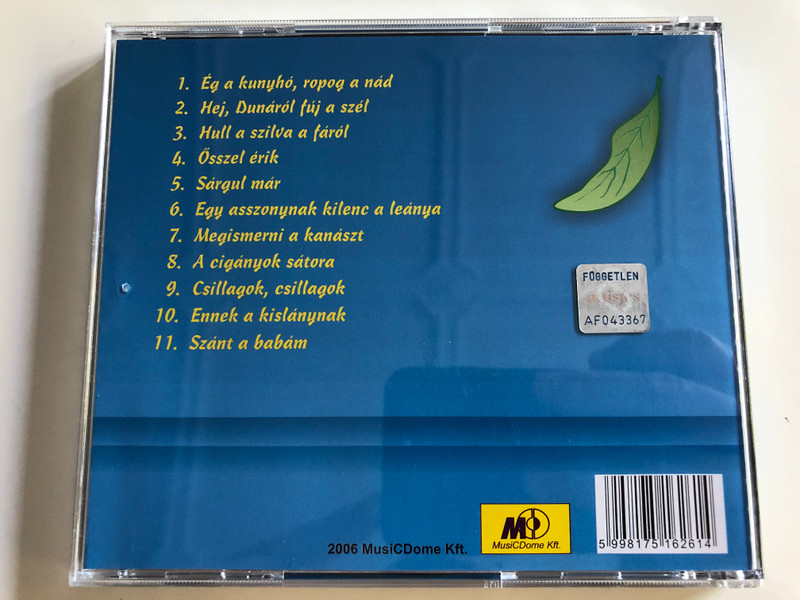 1. Ég a kunyhó, ropog a nád
2. Hej, Dunáról fúj a szél
3. Hull a szilva a fáról
4. Ősszel érik
5. Sárgul már
6. Egy asszonynak kilenc a leánya
7. Megismerni a kanászt
8. A cigányok sátora
9. Csillagok, csillagok
10. Ennek a kislánynak
11. Szánt a babám
FÜGGETLEN
AF043367
2006 MusiCDome Kft.
MusiCDome Kft.
5 998175 162614